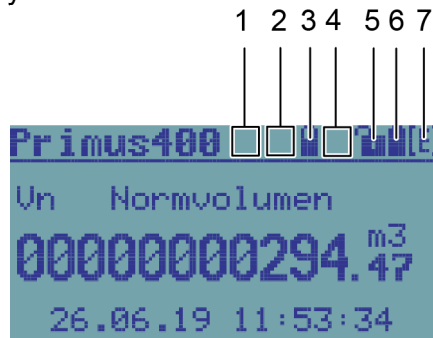 1 2 3 4 5 6 7
Primus400
Vn Normvolumen
00000000294.47 m3
26.06.19 11:53:34